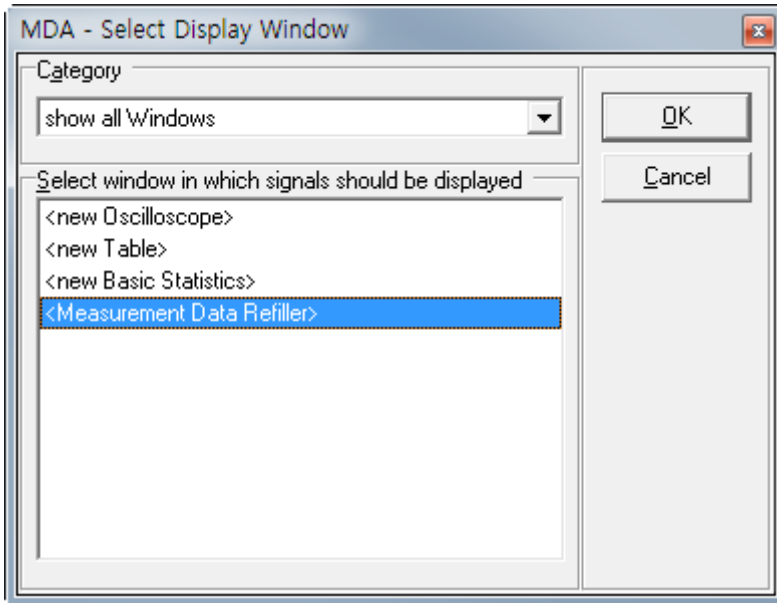 MDA - Select Display Window
Category
show all Windows
OK
Select window in which signals should be displayed
Cancel
<new Oscilloscope>
<new Table>
<new Basic Statistics>
<Measurement Data Refiller>